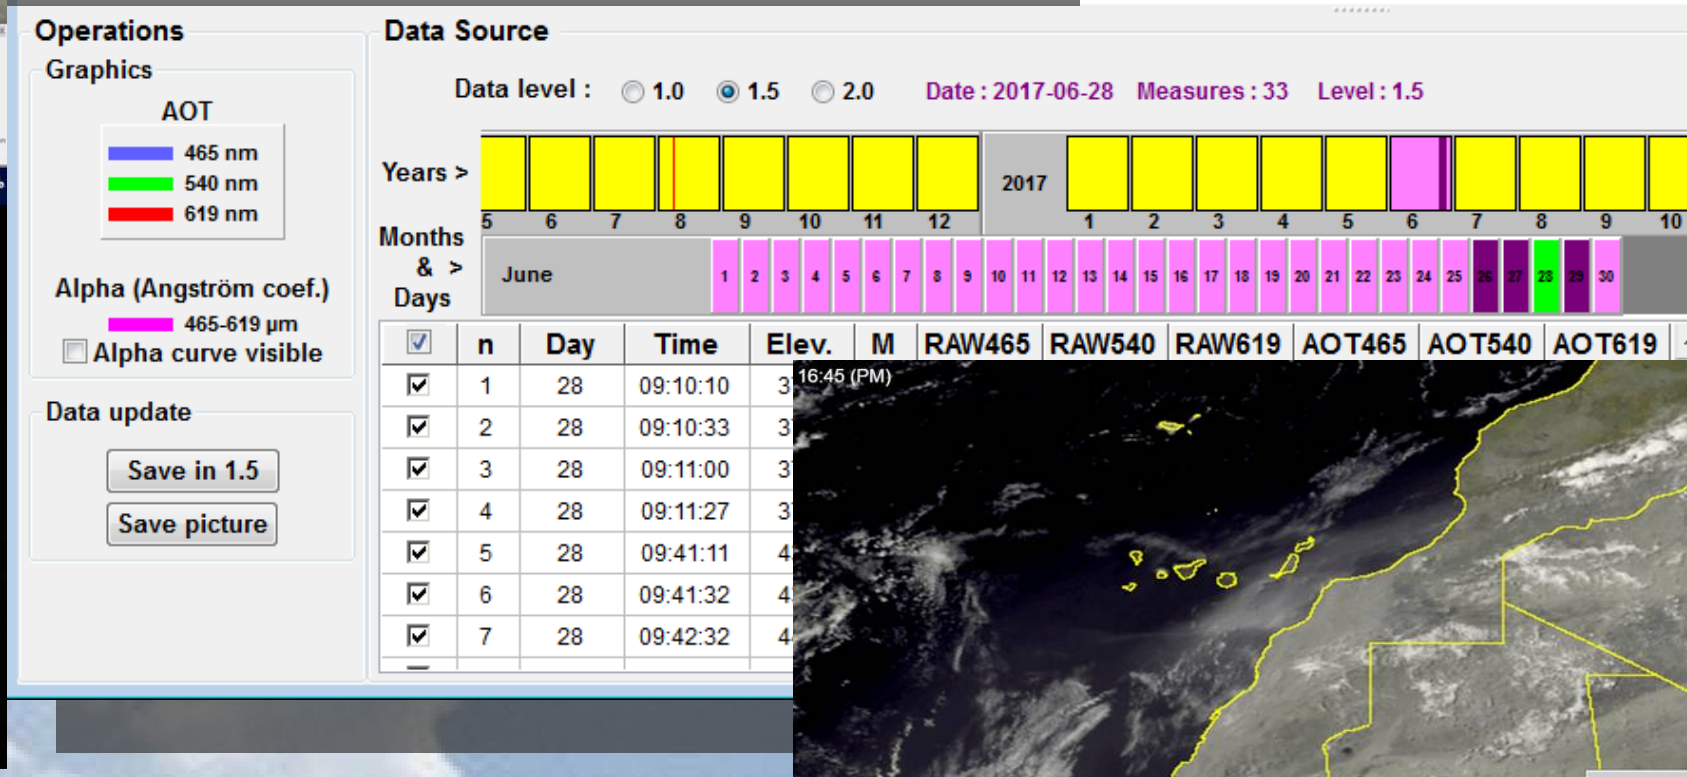 Operations
Graphics
AOT
465 nm
540 nm
619 nm
Alpha (Angström coef.)
465-619 µm
Alpha curve visible
Data update
Save in 1.5
Save picture
Data Source
Data level : 1.0 1.5 2.0 Date : 2017-06-28 Measures : 33 Level : 1.5
Years > 2017
5 6 7 8 9 10 11 12 1 2 3 4 5 6 7 8 9 10
Months
& >
Days
June 1 2 3 4 5 6 7 8 9 10 11 12 13 14 15 16 17 18 19 20 21 22 23 24 25 26 27 28 29 30
n Day Time Elev. M RAW465 RAW540 RAW619 AOT465 AOT540 AOT619
1 28 09:10:10 3
2 28 09:10:33 3
3 28 09:11:00 3
4 28 09:11:27 3
5 28 09:41:11 4
6 28 09:41:32 4
7 28 09:42:32 4
16:45 (PM)